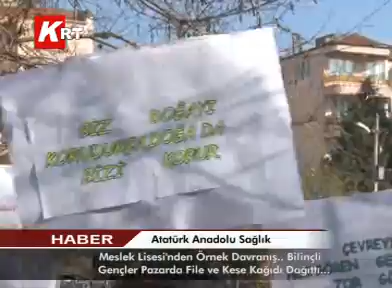 KRT
BİZ DOĞAYI
KORUDUKÇA DOĞA DA
BİZİ KORUR
ÇEVREYİ
HABER
Atatürk Anadolu Sağlık
Meslek Lisesi'nden Örnek Davranış.. Bilinçli
Gençler Pazarda File ve Kese Kağıdı Dağıttı...